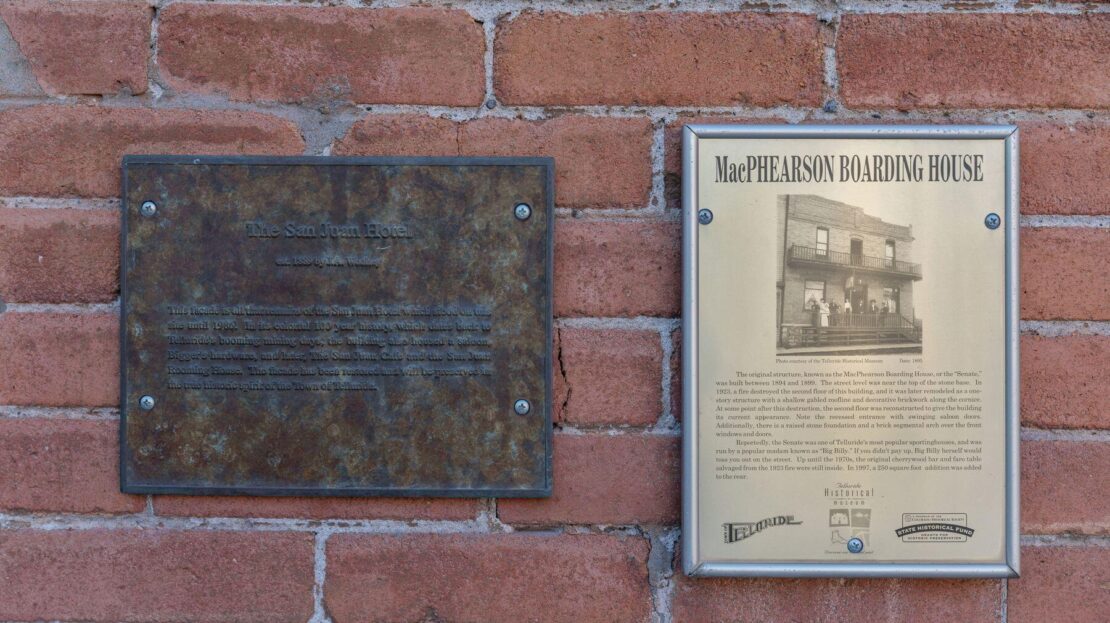 The San Juan Hotel
This facade is all that remains of the San Juan Hotel which stood on this
site until 1980. In its colorful 100 year history, which dates back to
Telluride's booming mining days, the building also housed a Saloon,
Hardware, and later, The San Juan Cafe and the San Juan
Rooming House. The facade has been restored and will be preserved in
the true historic spirit of the Town of Telluride.
MacPHEARSON BOARDING HOUSE
Photo courtesy of the Telluride Historical Museum Date: 1895
The original structure, known as the MacPhearson Boarding House, or the "Senate,"
was built between 1894 and 1899. The street level was near the top of the stone base. In
1923, a fire destroyed the second floor of this building, and it was later remodeled as a one-
story structure with a shallow gabled roofline and decorative brickwork along the cornice.
At some point after this destruction, the second floor was reconstructed to give the building
its current appearance. Note the recessed entrance with swinging saloon doors.
Additionally, there is a raised stone foundation and a brick segmental arch over the front
windows and doors.
Reportedly, the Senate was one of Telluride's most popular sportinghouses, and was
run by a popular madam known as "Big Billy." If you didn't pay up, Big Billy herself would
toss you out on the street. Up until the 1970s, the original cherrywood bar and faro table
salvaged from the 1923 fire were still inside. In 1997, a 250 square foot addition was added
to the rear.
Telluride
Historical
Museum
TELLURIDE
STATE HISTORICAL FUND